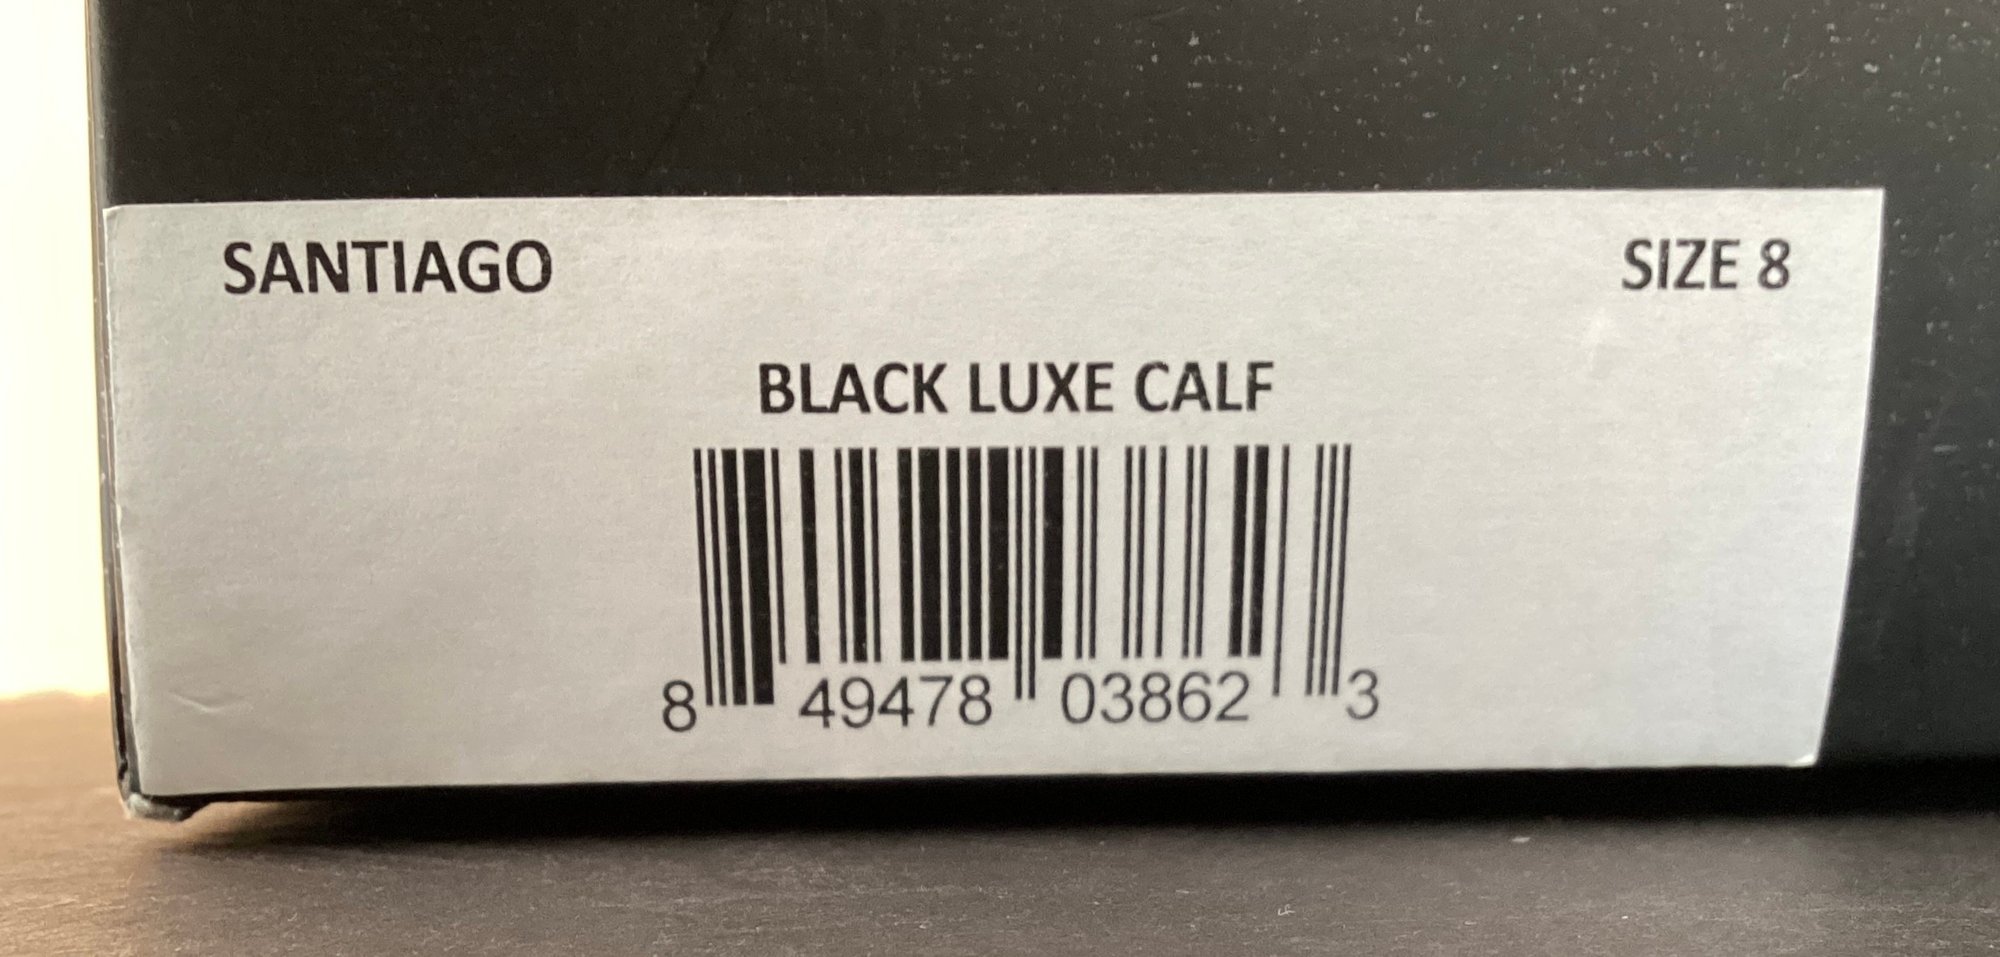 SANTIAGO SIZE 8
BLACK LUXE CALF
8 49478 03862 3